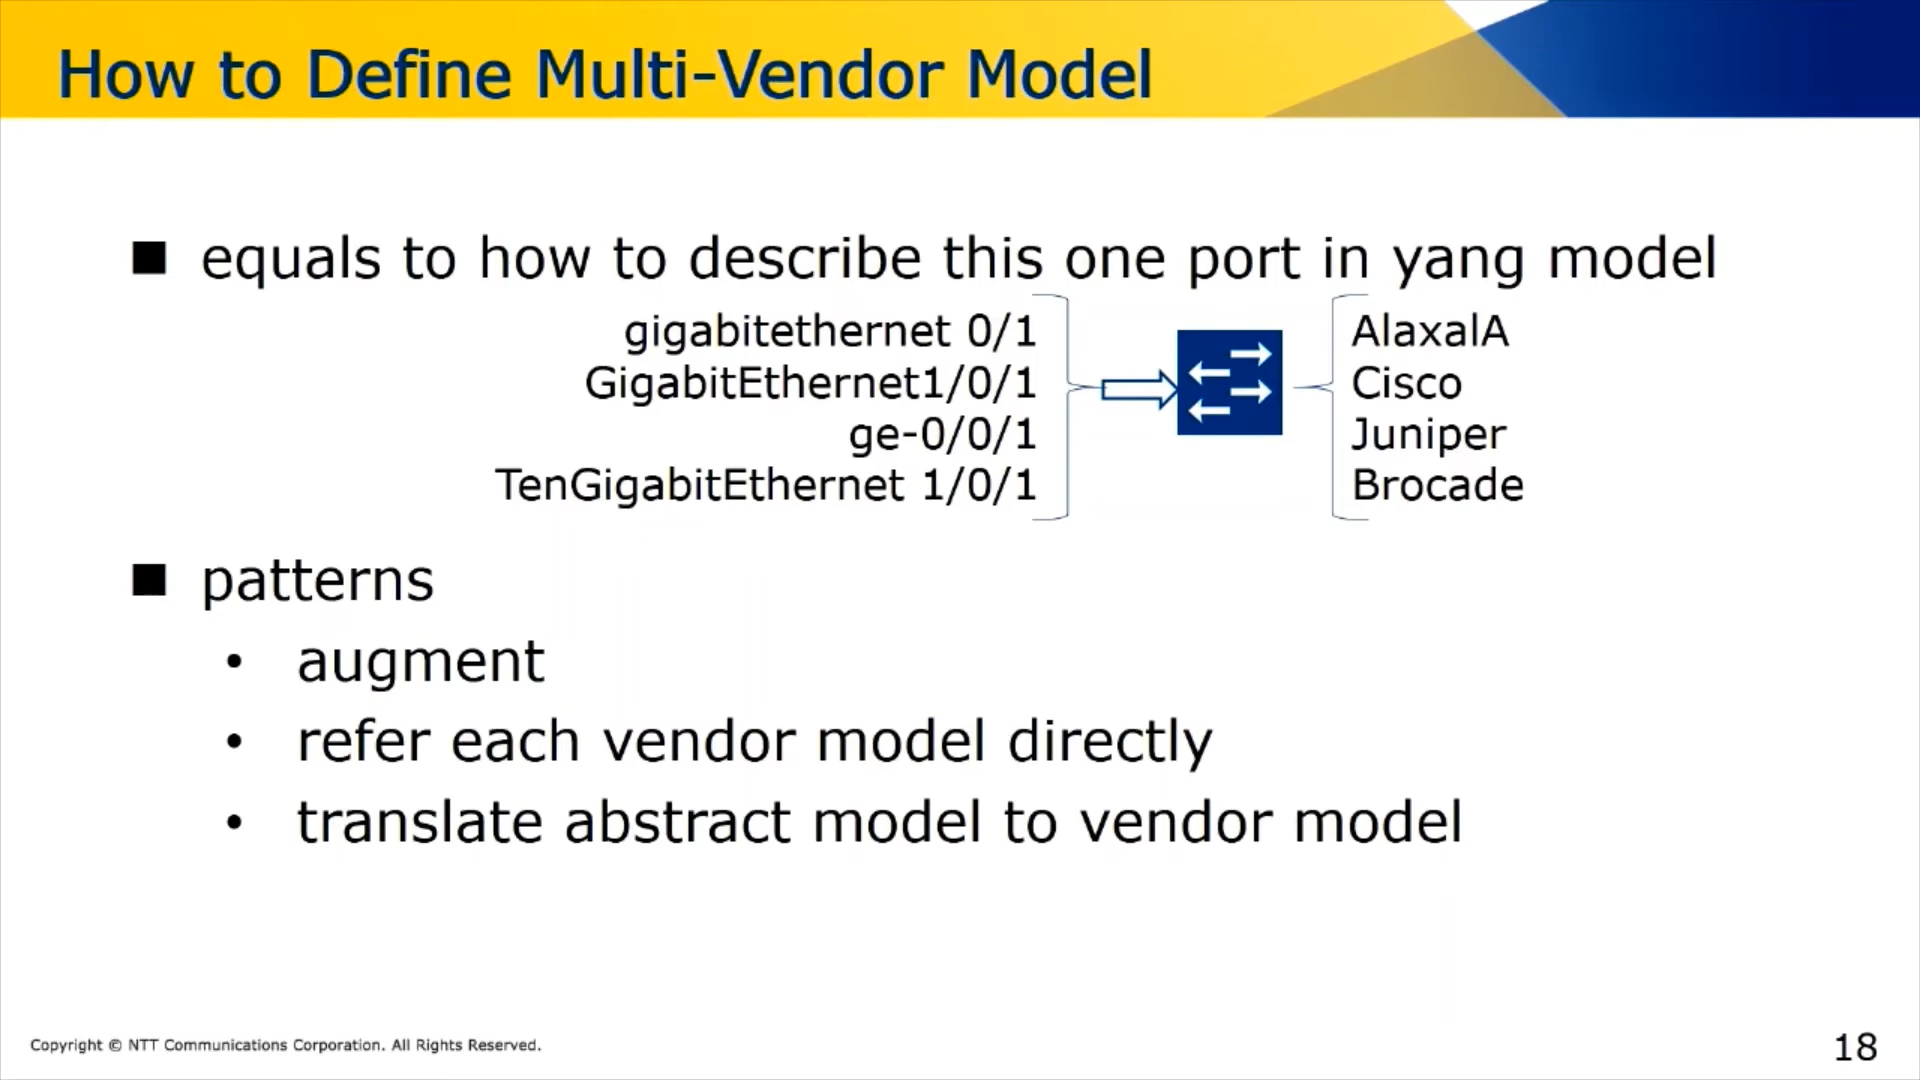 How to Define Multi-Vendor Model
equals to how to describe this one port in yang model
gigabitethernet 0/1
GigabitEthernet1/0/1
ge-0/0/1
TenGigabitEthernet 1/0/1
AlaxalA
Cisco
Juniper
Brocade
patterns
augment
refer each vendor model directly
translate abstract model to vendor model
Copyright © NTT Communications Corporation. All Rights Reserved.
18